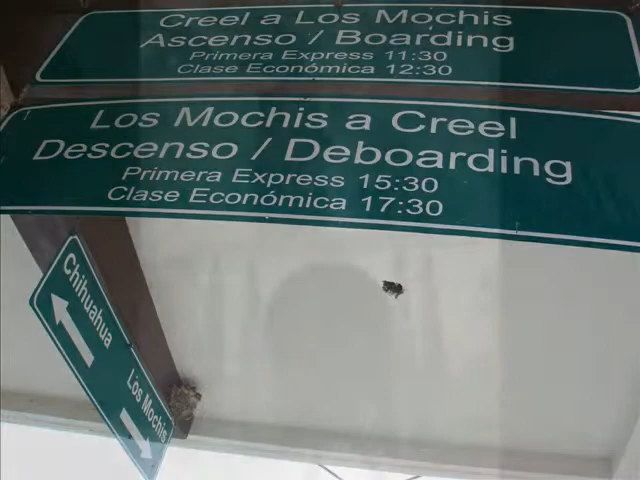 Creel a Los Mochis
Ascenso / Boarding
Primera Express 11:30
Clase Económica 12:30
Los Mochis a Creel
Descenso / Deboarding
Primera Express 15:30
Clase Económica 17:30
Chihuahua
Los Mochis